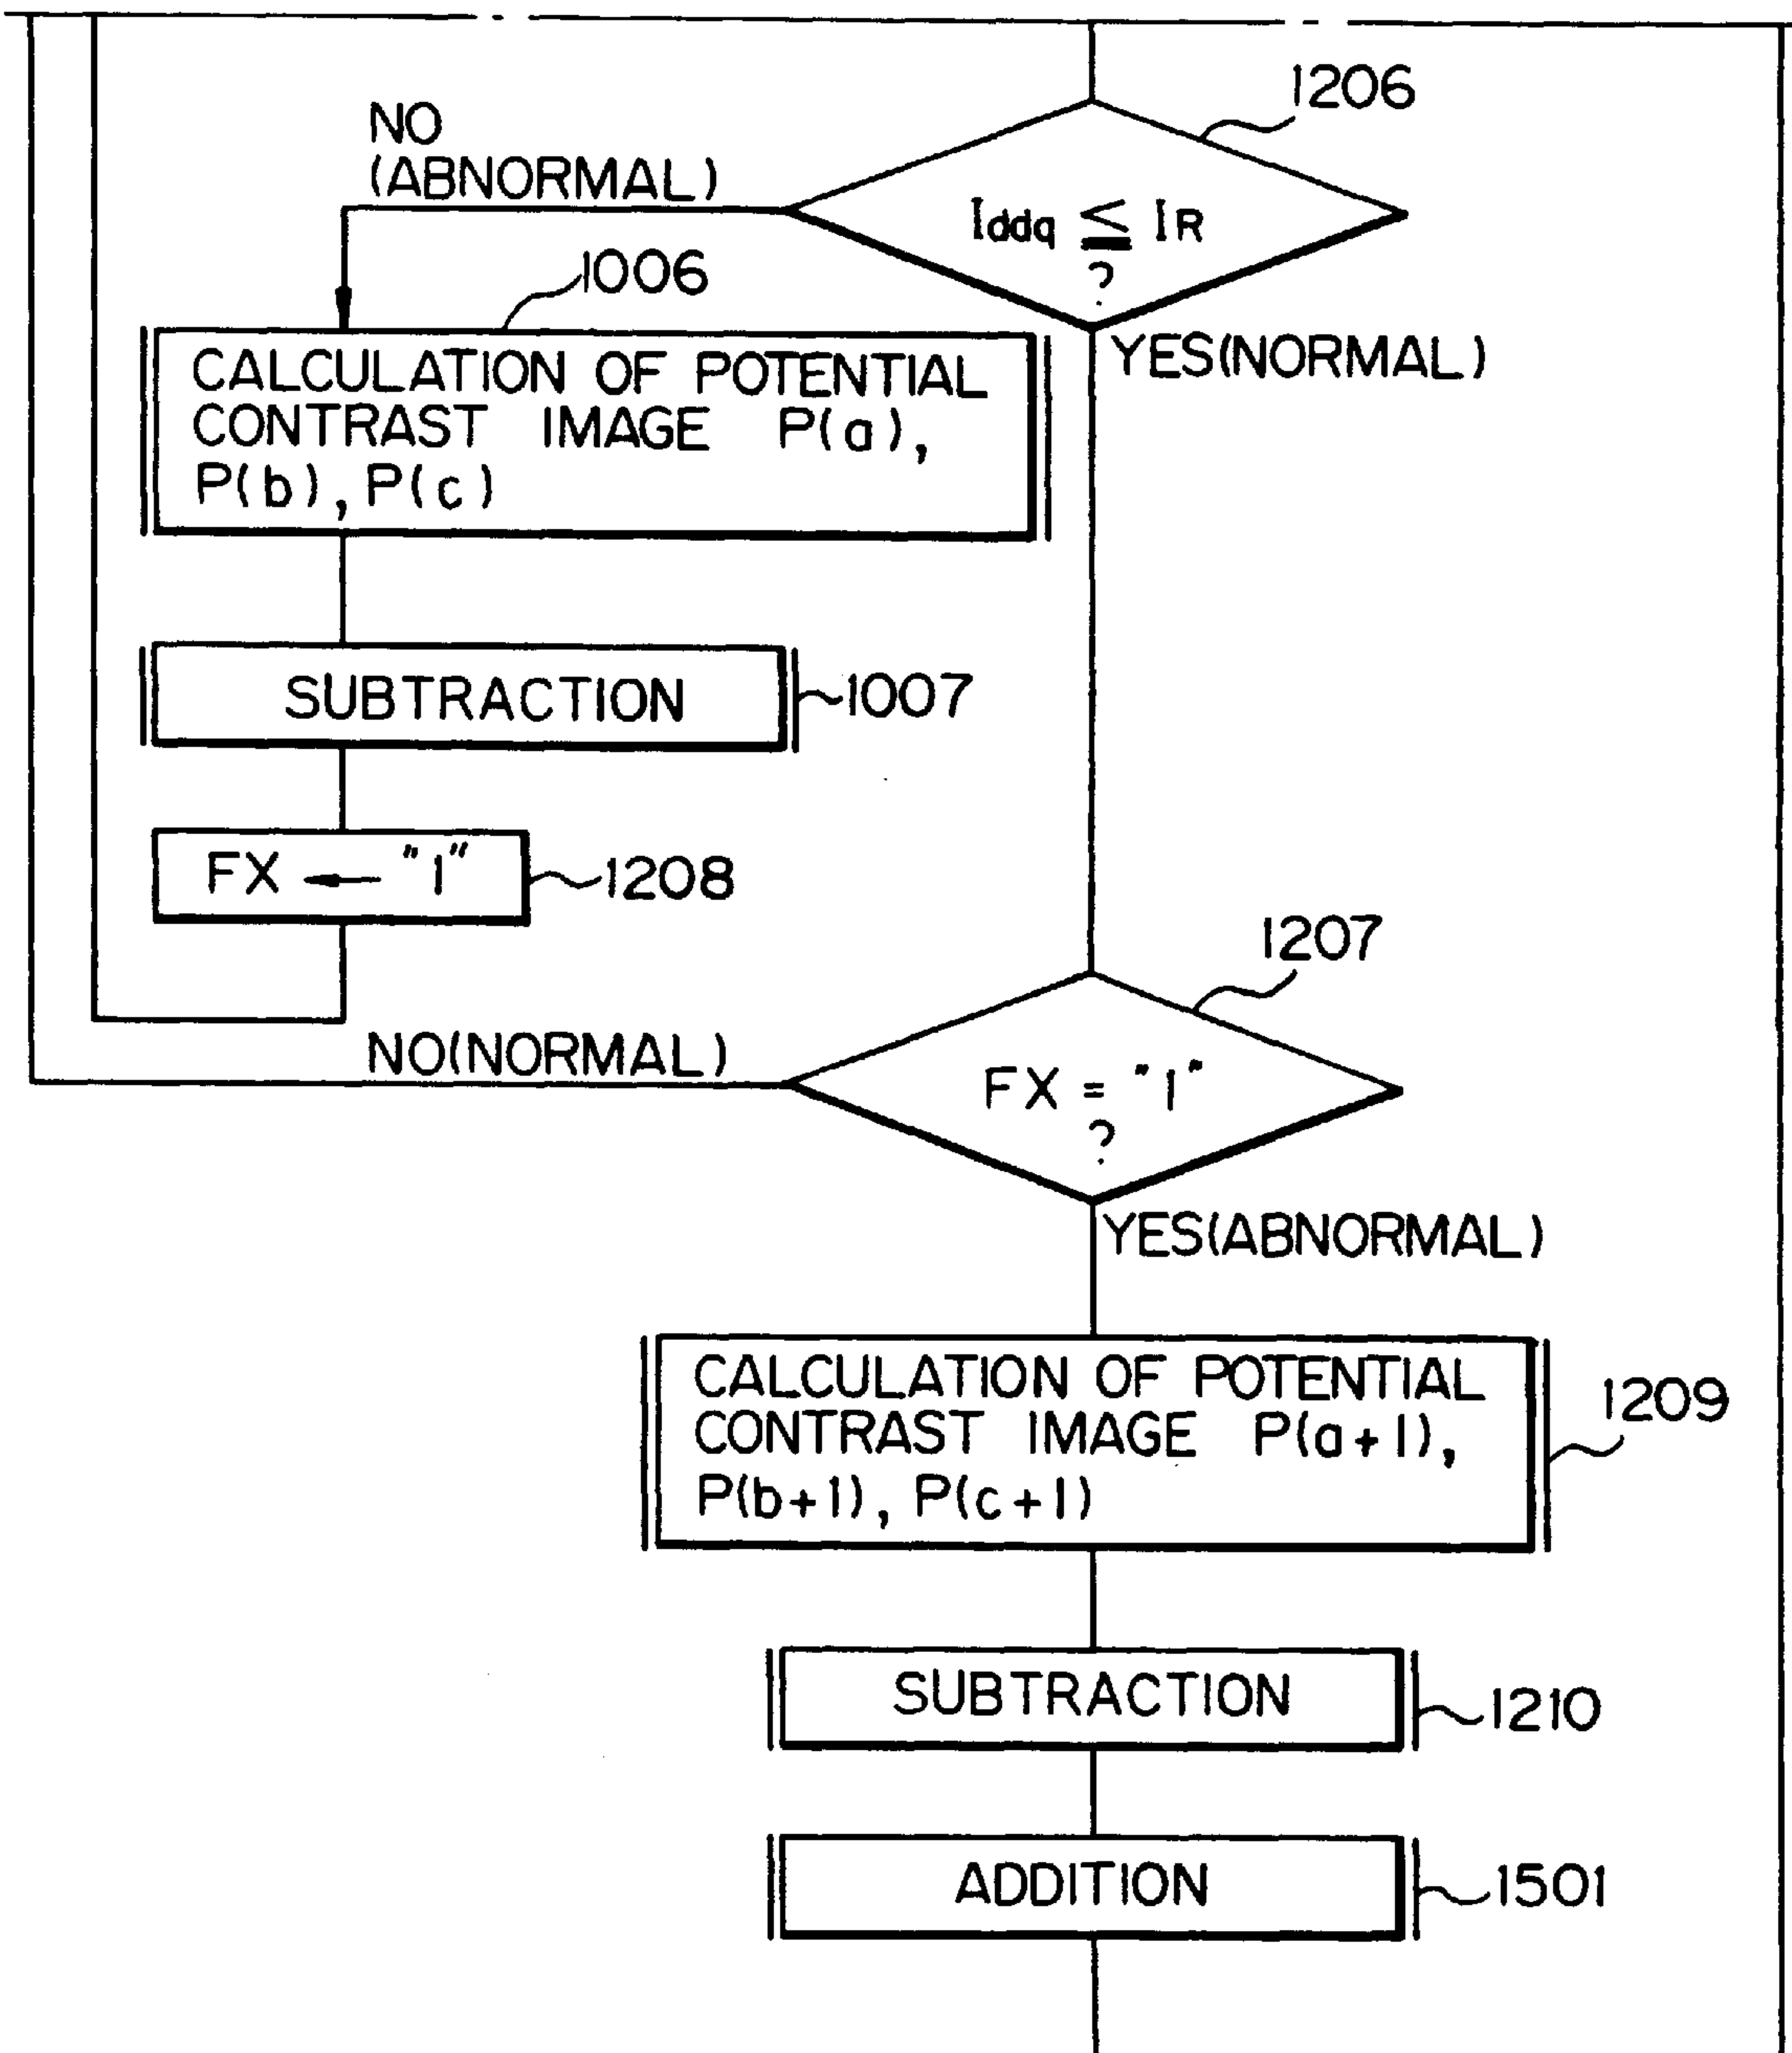 1206
NO
(ABNORMAL)
Iddq ≦ IR
?
1006
YES(NORMAL)
CALCULATION OF POTENTIAL
CONTRAST IMAGE P(a),
P(b), P(c)
SUBTRACTION
1007
FX ← "1"
1208
1207
NO(NORMAL)
FX = "1"
?
YES(ABNORMAL)
CALCULATION OF POTENTIAL
CONTRAST IMAGE P(a+1),
P(b+1), P(c+1)
1209
SUBTRACTION
1210
ADDITION
1501